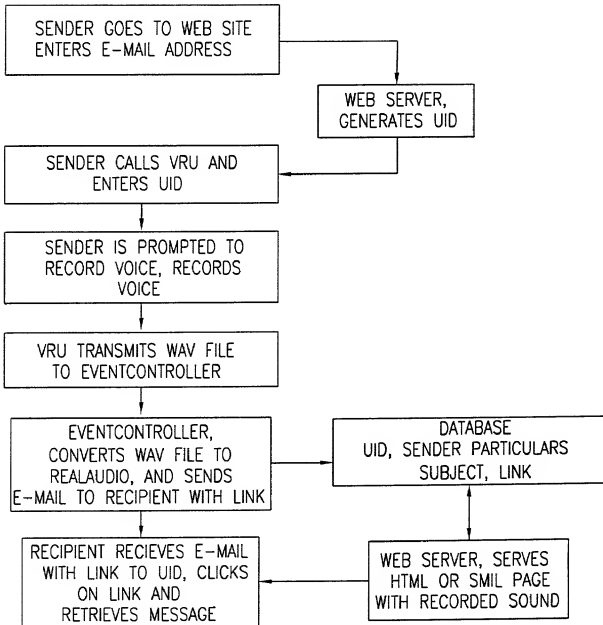 SENDER GOES TO WEB SITE
ENTERS E-MAIL ADDRESS
WEB SERVER,
GENERATES UID
SENDER CALLS VRU AND
ENTERS UID
SENDER IS PROMPTED TO
RECORD VOICE, RECORDS
VOICE
VRU TRANSMITS WAV FILE
TO EVENTCONTROLLER
EVENTCONTROLLER,
CONVERTS WAV FILE TO
REALAUDIO, AND SENDS
E-MAIL TO RECIPIENT WITH LINK
DATABASE
UID, SENDER PARTICULARS
SUBJECT, LINK
RECIPIENT RECIEVES E-MAIL
WITH LINK TO UID, CLICKS
ON LINK AND
RETRIEVES MESSAGE
WEB SERVER, SERVES
HTML OR SMIL PAGE
WITH RECORDED SOUND